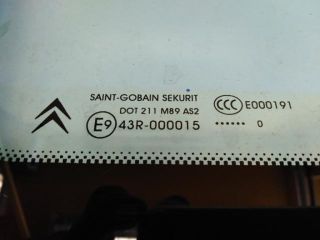 SAINT-GOBAIN SEKURIT
DOT 211 M89 AS2
E9 43R-000015
CCC E000191
...... 0